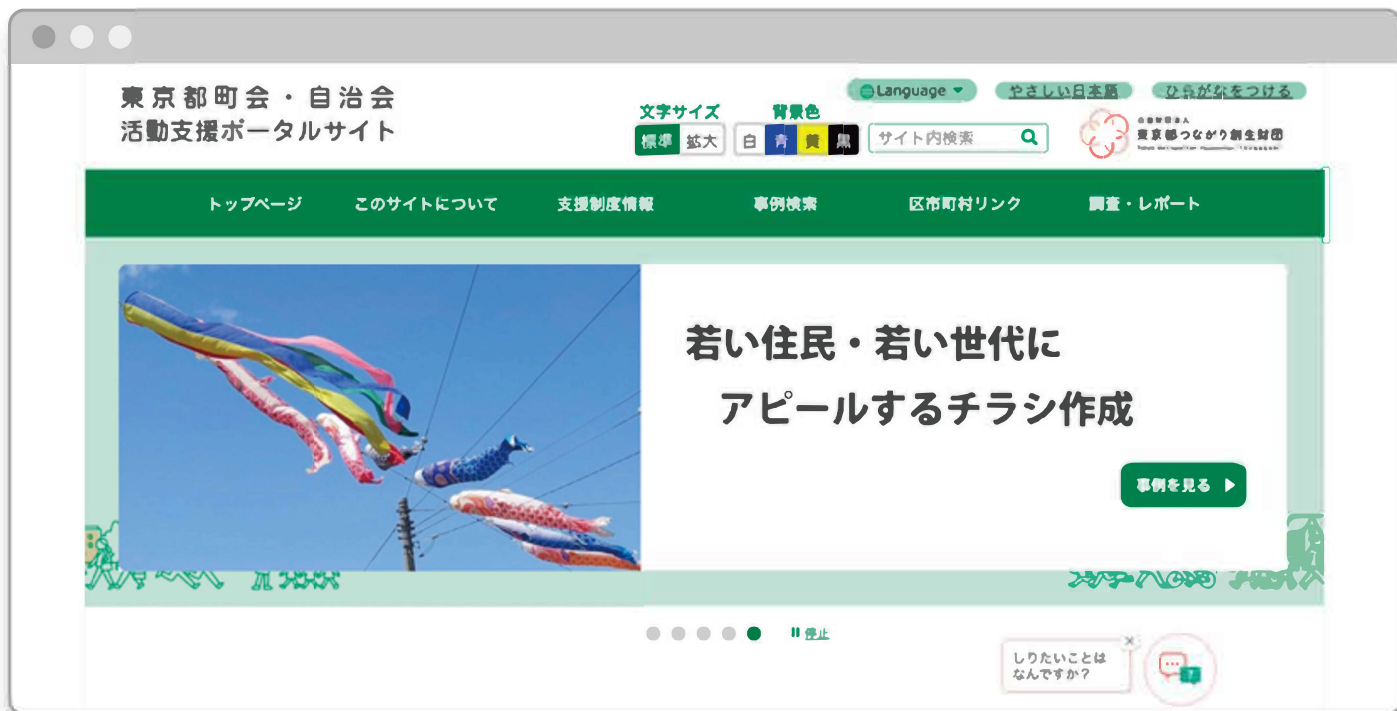 東京都町会・自治会
活動支援ポータルサイト
Language
やさしい日本語
ひらがなをつける
文字サイズ
背景色
標準
拡大
白
青
黄
黒
サイト内検索
公益財団法人
東京都つながり創生財団
トップページ
このサイトについて
支援制度情報
事例検索
区市町村リンク
調査・レポート
若い住民・若い世代に
アピールするチラシ作成
事例を見る
停止
しりたいことは
なんですか?
?